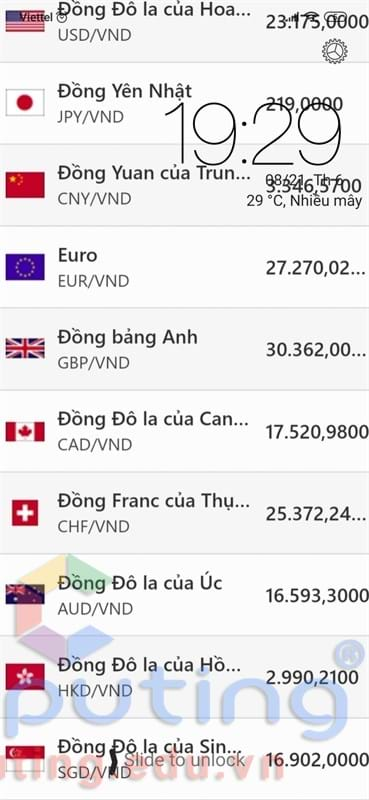 Viettel
Đồng Đô la của Hoa...
23.175,0000
USD/VND
Đồng Yên Nhật
219,0000
JPY/VND
19:29
Đồng Yuan của Trun...
3.346,5700
08/21, Th 6
CNY/VND
29 °C, Nhiều mây
Euro
27.270,02...
EUR/VND
Đồng bảng Anh
30.362,00...
GBP/VND
Đồng Đô la của Can...
17.520,9800
CAD/VND
Đồng Franc của Thụ...
25.372,24...
CHF/VND
Đồng Đô la của Úc
16.593,3000
AUD/VND
Đồng Đô la của Hồ...
2.990,2100
HKD/VND
puting
Đồng Đô la của Sin...
16.902,0000
Slide to unlock
SGD/VND
tingl.edu.vn